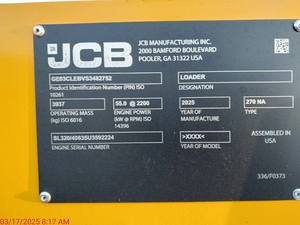 JCB
JCB MANUFACTURING INC.
2000 BAMFORD BOULEVARD
POOLER, GA 31322 USA
GE03CLEBVS3482752
Product Identification Number (PIN) ISO
10261
LOADER
DESIGNATION
3937
OPERATING MASS
(kg) ISO 6016
55.0 @ 2200
ENGINE POWER
(kW @ RPM) ISO
14396
2025
YEAR OF
MANUFACTURE
270 NA
TYPE
SL320/40635U3592224
ENGINE SERIAL NUMBER
>XXXX<
YEAR OF MODEL
ASSEMBLED IN
USA
336/F0373
03/17/2025 8:17 AM